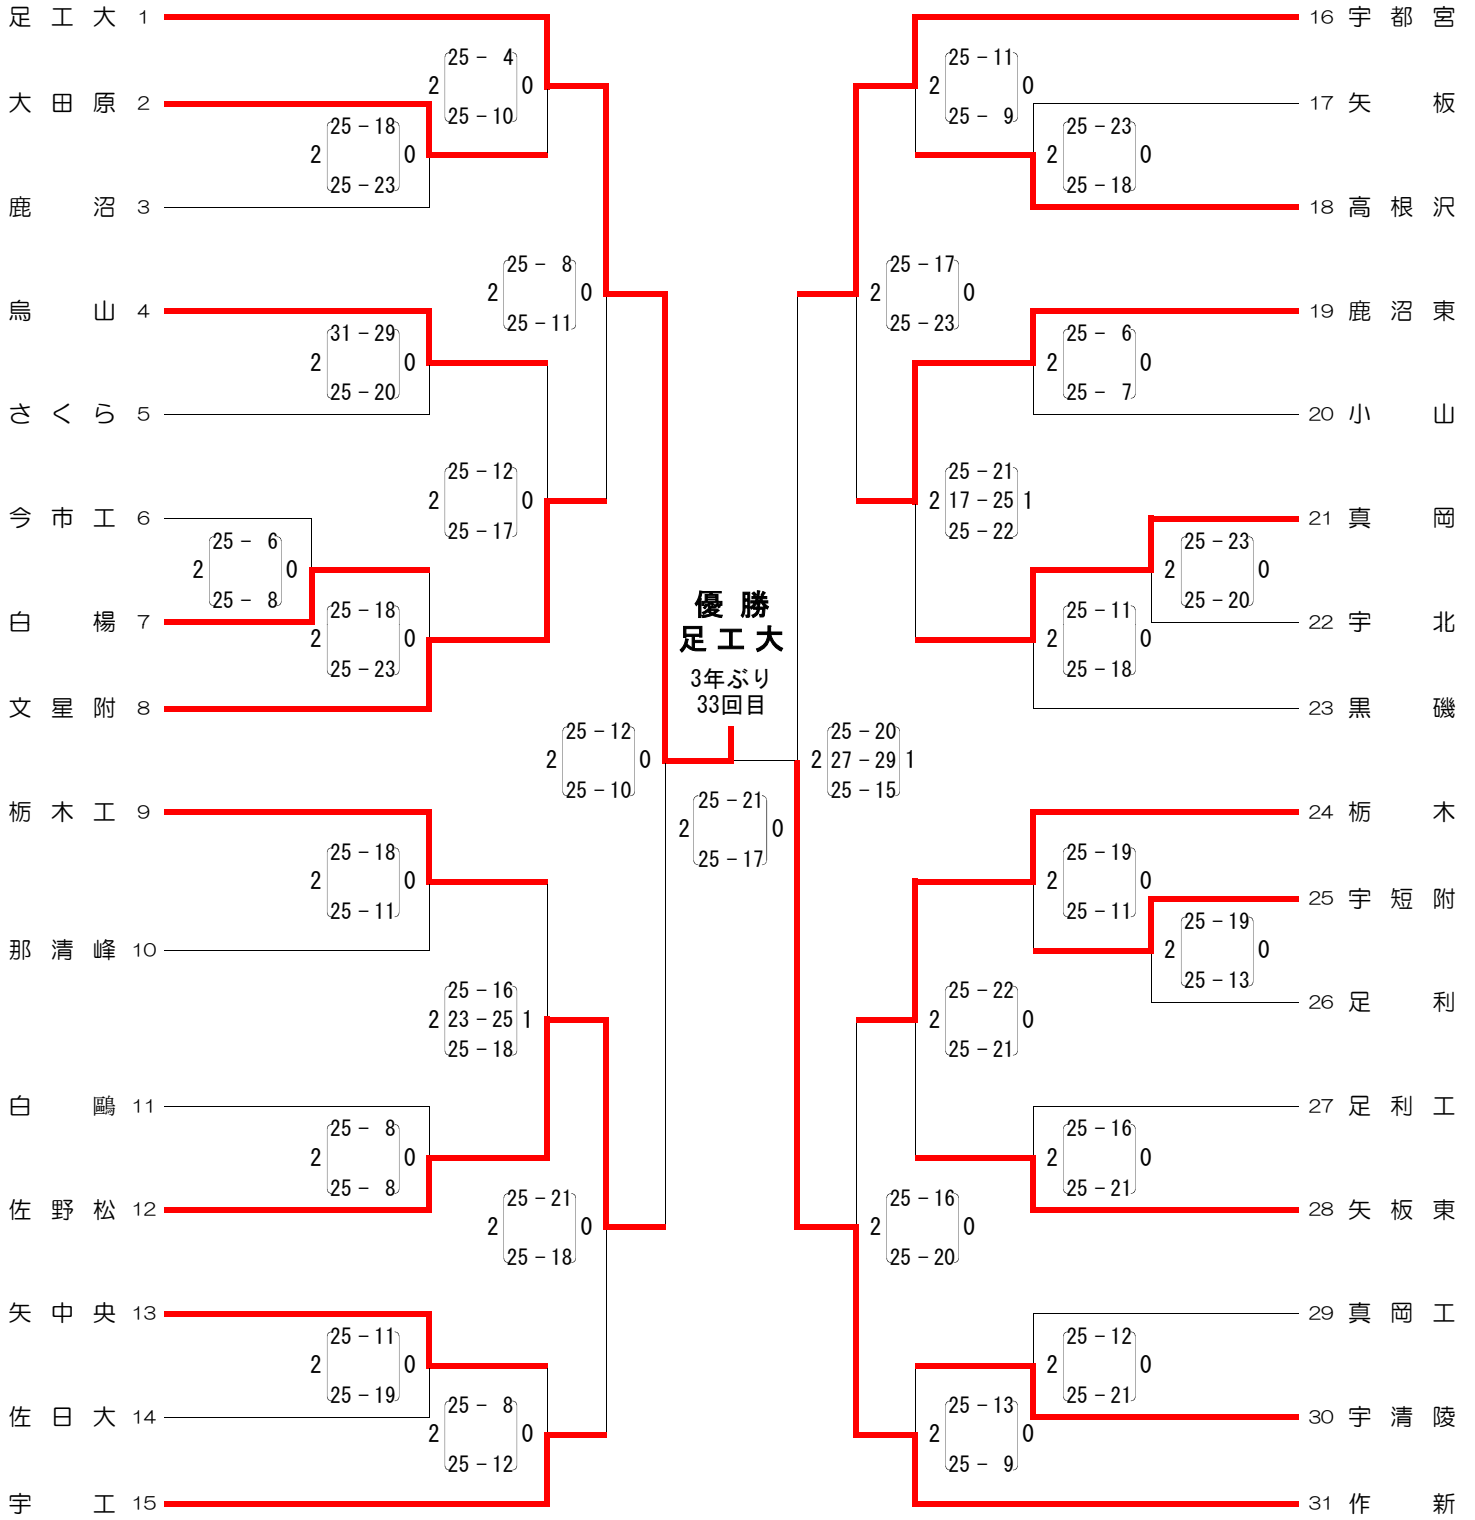 足工大 1
大田原 2
鹿沼 3
烏山 4
さくら 5
今市工 6
白楊 7
文星附 8
栃木工 9
那清峰 10
白鷗 11
佐野松 12
矢中央 13
佐日大 14
宇工 15
25 - 4
2 0
25 - 10
25 - 18
2 0
25 - 23
25 - 8
2 0
25 - 11
31 - 29
2 0
25 - 20
25 - 12
2 0
25 - 17
25 - 6
2 0
25 - 8
25 - 18
2 0
25 - 23
25 - 12
2 0
25 - 10
25 - 18
2 0
25 - 11
25 - 16
2 23 - 25 1
25 - 18
25 - 8
2 0
25 - 8
25 - 21
2 0
25 - 18
25 - 11
2 0
25 - 19
25 - 8
2 0
25 - 12
優勝
足工大
3年ぶり
33回目
25 - 21
2 0
25 - 17
25 - 11
2 0
25 - 9
25 - 23
2 0
25 - 18
25 - 17
2 0
25 - 23
25 - 6
2 0
25 - 7
25 - 21
2 17 - 25 1
25 - 22
25 - 23
2 0
25 - 20
25 - 11
2 0
25 - 18
25 - 20
2 27 - 29 1
25 - 15
25 - 19
2 0
25 - 11
25 - 19
2 0
25 - 13
25 - 22
2 0
25 - 21
25 - 16
2 0
25 - 21
25 - 16
2 0
25 - 20
25 - 12
2 0
25 - 21
25 - 13
2 0
25 - 9
16 宇都宮
17 矢板
18 高根沢
19 鹿沼東
20 小山
21 真岡
22 宇北
23 黒磯
24 栃木
25 宇短附
26 足利
27 足利工
28 矢板東
29 真岡工
30 宇清陵
31 作新